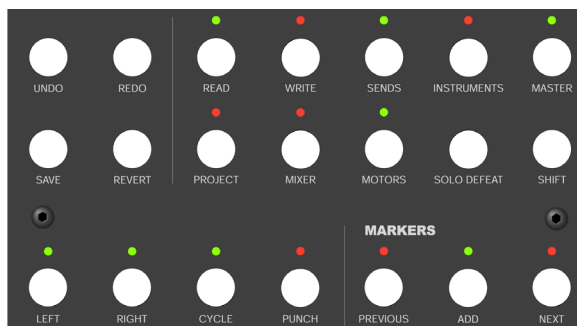 UNDO REDO READ WRITE SENDS INSTRUMENTS MASTER
SAVE REVERT PROJECT MIXER MOTORS SOLO DEFEAT SHIFT
MARKERS
LEFT RIGHT CYCLE PUNCH PREVIOUS ADD NEXT